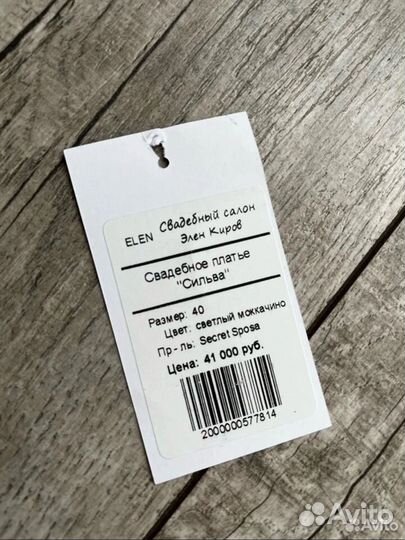 ELEN Свадебный салон
Элен Киров
Свадебное платье
"Сильва"
Размер: 40
Цвет: светлый моккачино
Пр-ль: Secret Sposa
Цена: 41 000 руб.
2000000577814
Avito
Avito